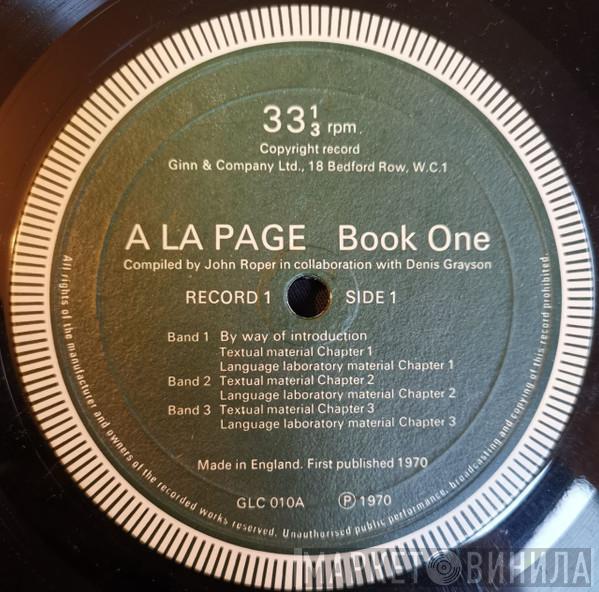 33 1/3 rpm.
Copyright record
Ginn & Company Ltd., 18 Bedford Row, W.C.1
A LA PAGE Book One
Compiled by John Roper in collaboration with Denis Grayson
RECORD 1 SIDE 1
Band 1 By way of introduction
Textual material Chapter 1
Language laboratory material Chapter 1
Band 2 Textual material Chapter 2
Language laboratory material Chapter 2
Band 3 Textual material Chapter 3
Language laboratory material Chapter 3
Made in England. First published 1970
GLC 010A Ⓟ 1970
All rights of the manufacturer and owners of the recorded works reserved. Unauthorised public performance, broadcasting and copying of this record prohibited.
МАРКЕТ ВИНИЛА